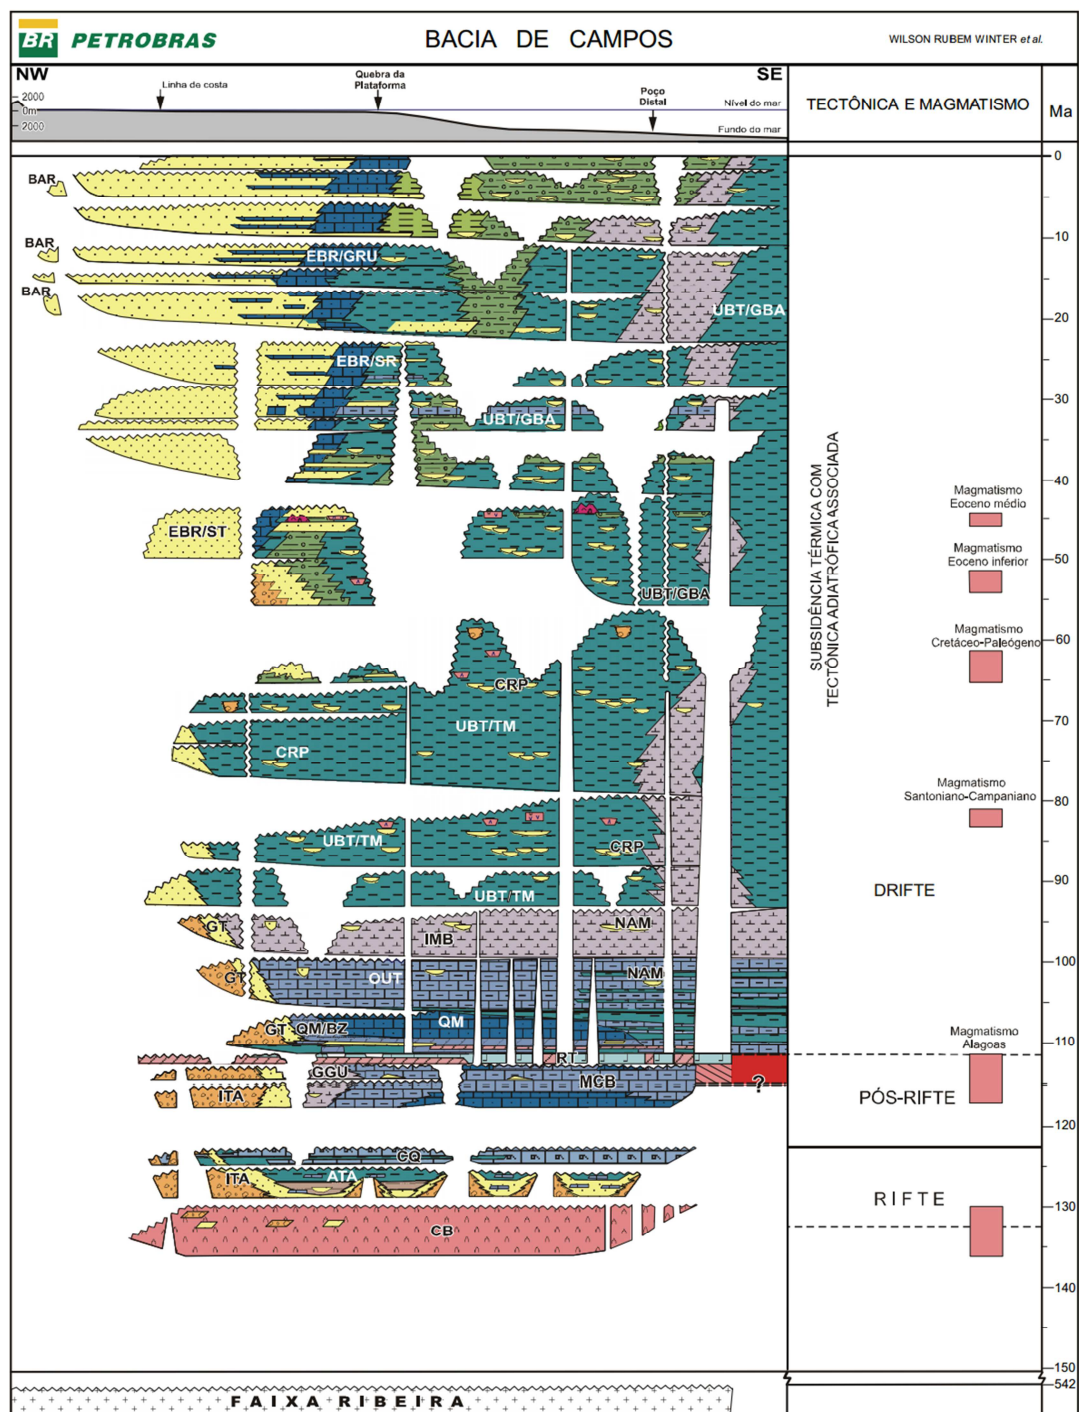 BR PETROBRAS
BACIA DE CAMPOS
WILSON RUBEM WINTER et al.
NW
SE
Linha de costa
Quebra da
Plataforma
Poço
Distal
Nível do mar
Fundo do mar
2000
0m
2000
TECTÔNICA E MAGMATISMO
Ma
0
BAR
10
BAR
EBR/GRU
BAR
UBT/GBA
20
EBR/SR
30
UBT/GBA
40
Magmatismo
Eoceno médio
EBR/ST
50
Magmatismo
Eoceno inferior
UBT/GBA
SUBSIDÊNCIA TÉRMICA COM
TECTÔNICA ADIATRÓFICA ASSOCIADA
60
Magmatismo
Cretáceo-Paleógeno
CRP
UBT/TM
70
CRP
Magmatismo
Santoniano-Campaniano
80
UBT/TM
CRP
90
DRIFTE
UBT/TM
GT
IMB
NAM
100
GT
OUT
NAM
GT
QM/BZ
QM
110
Magmatismo
Alagoas
RT
GGU
MCB
?
ITA
PÓS-RIFTE
120
CQ
ITA
ATA
RIFTE
130
CB
140
150
542
FAIXA RIBEIRA